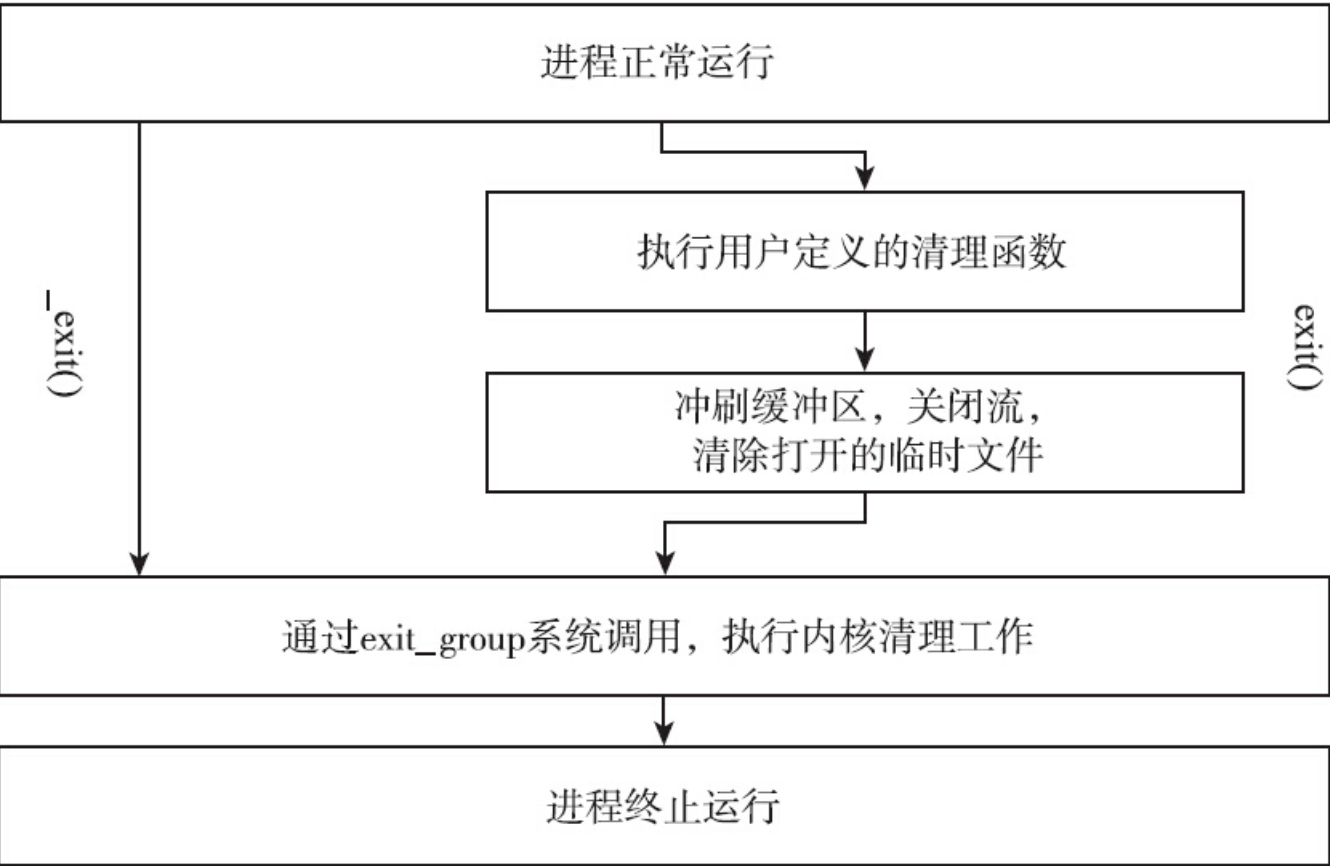 进程正常运行
执行用户定义的清理函数
_exit()
exit()
冲刷缓冲区，关闭流，
清除打开的临时文件
通过exit_group系统调用，执行内核清理工作
进程终止运行